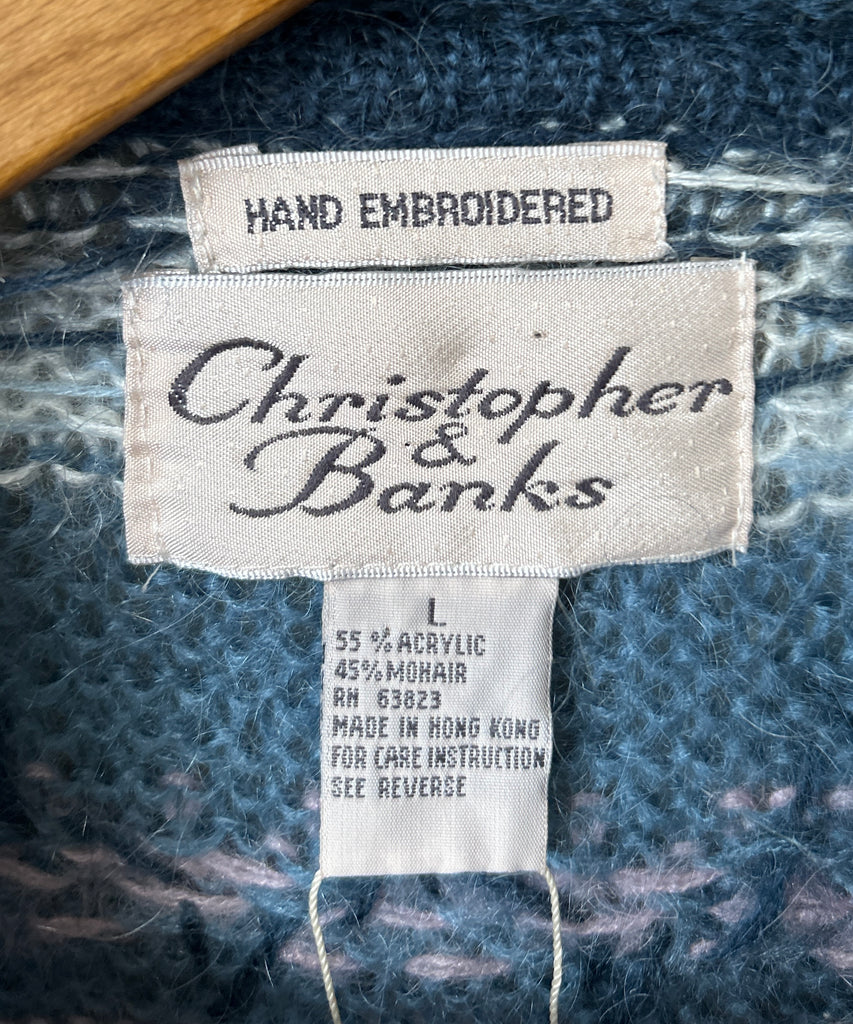 HAND EMBROIDERED
Christopher
&
Banks
L
55 % ACRYLIC
45% MOHAIR
RN 63823
MADE IN HONG KONG
FOR CARE INSTRUCTION
SEE REVERSE